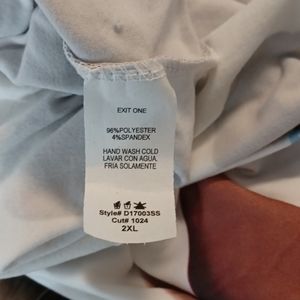 EXIT ONE
96%POLYESTER
4%SPANDEX
HAND WASH COLD
LAVAR CON AGUA,
FRIA SOLAMENTE
Style# D17003SS
Cut# 1024
2XL